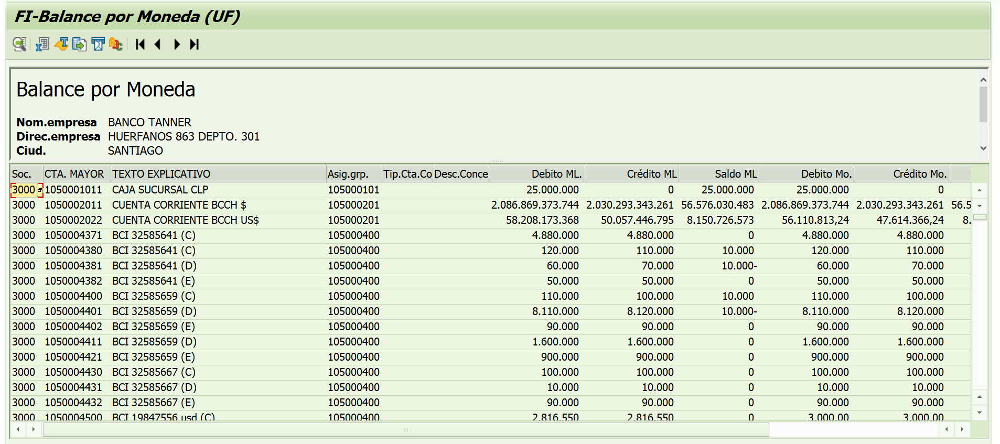 FI-Balance por Moneda (UF)
Balance por Moneda
Nom.empresa BANCO TANNER
Direc.empresa HUERFANOS 863 DEPTO. 301
Ciud. SANTIAGO
Soc. CTA. MAYOR TEXTO EXPLICATIVO Asig.grp. Tip.Cta.Co Desc.Conce Debito ML. Crédito ML Saldo ML Debito Mo. Crédito Mo.
3000 1050001011 CAJA SUCURSAL CLP 105000101 25.000.000 0 25.000.000 25.000.000 0
3000 1050002011 CUENTA CORRIENTE BCCH $ 105000201 2.086.869.373.744 2.030.293.343.261 56.576.030.483 2.086.869.373.744 2.030.293.343.261 56.5
3000 1050002022 CUENTA CORRIENTE BCCH US$ 105000201 58.208.173.368 50.057.446.795 8.150.726.573 56.110.813,24 47.614.366,24 8.
3000 1050004371 BCI 32585641 (C) 105000400 4.880.000 4.880.000 0 4.880.000 4.880.000
3000 1050004380 BCI 32585641 (C) 105000400 120.000 110.000 10.000 120.000 110.000
3000 1050004381 BCI 32585641 (D) 105000400 60.000 70.000 10.000- 60.000 70.000
3000 1050004382 BCI 32585641 (E) 105000400 50.000 50.000 0 50.000 50.000
3000 1050004400 BCI 32585659 (C) 105000400 110.000 100.000 10.000 110.000 100.000
3000 1050004401 BCI 32585659 (D) 105000400 8.110.000 8.120.000 10.000- 8.110.000 8.120.000
3000 1050004402 BCI 32585659 (E) 105000400 90.000 90.000 0 90.000 90.000
3000 1050004411 BCI 32585659 (D) 105000400 1.600.000 1.600.000 0 1.600.000 1.600.000
3000 1050004421 BCI 32585659 (E) 105000400 900.000 900.000 0 900.000 900.000
3000 1050004430 BCI 32585667 (C) 105000400 100.000 100.000 0 100.000 100.000
3000 1050004431 BCI 32585667 (D) 105000400 10.000 10.000 0 10.000 10.000
3000 1050004432 BCI 32585667 (E) 105000400 90.000 90.000 0 90.000 90.000
3000 1050004500 BCI 19847556 usd (C) 105000400 2.816.550 2.816.550 0 3.000,00 3.000,00